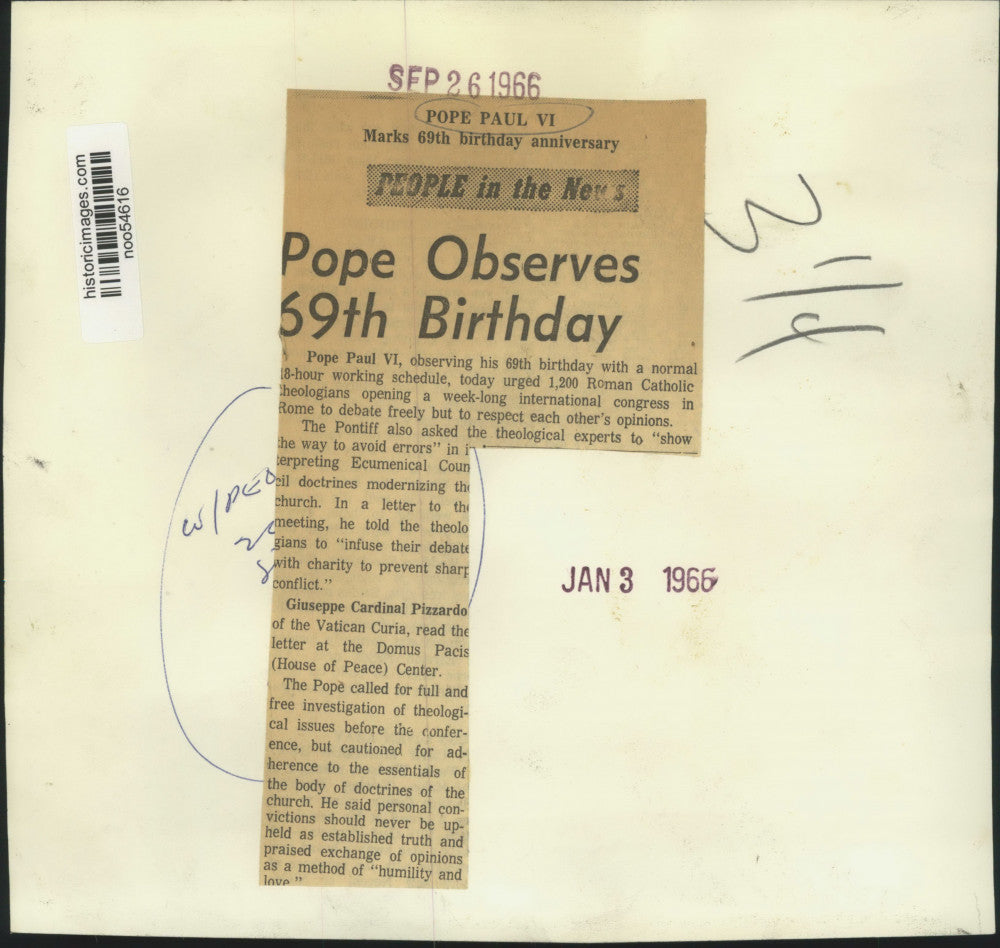 SEP 26 1966
POPE PAUL VI
Marks 69th birthday anniversary
PEOPLE in the News
Pope Observes
69th Birthday
Pope Paul VI, observing his 69th birthday with a normal
18-hour working schedule, today urged 1,200 Roman Catholic
theologians opening a week-long international congress in
Rome to debate freely but to respect each other's opinions.
The Pontiff also asked the theological experts to "show
the way to avoid errors" in in
terpreting Ecumenical Coun
cil doctrines modernizing the
church. In a letter to the
meeting, he told the theolo
gians to "infuse their debate
with charity to prevent sharp
conflict."
Giuseppe Cardinal Pizzardo
of the Vatican Curia, read the
letter at the Domus Pacis
(House of Peace) Center.
The Pope called for full and
free investigation of theologi-
cal issues before the confer-
ence, but cautioned for ad-
herence to the essentials of
the body of doctrines of the
church. He said personal con-
victions should never be up-
held as established truth and
praised exchange of opinions
as a method of "humility and
love."
historicimages.com
noo54616
JAN 3 1966